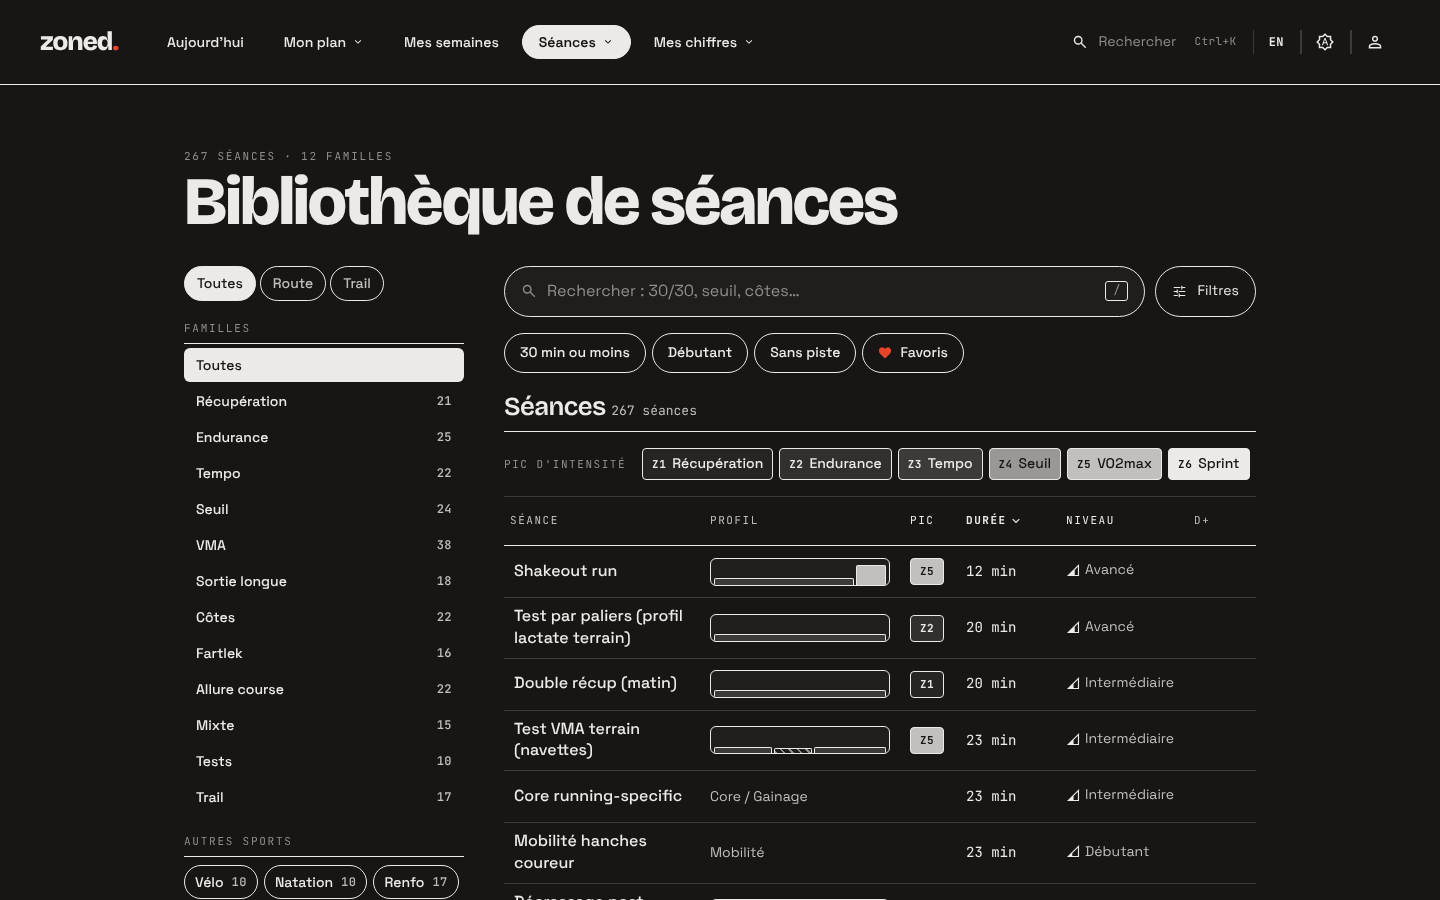 zoned. Aujourd'hui Mon plan Mes semaines Séances Mes chiffres Rechercher Ctrl+K EN
267 SÉANCES · 12 FAMILLES
Bibliothèque de séances
Toutes Route Trail
FAMILLES
Toutes
Récupération 21
Endurance 25
Tempo 22
Seuil 24
VMA 38
Sortie longue 18
Côtes 22
Fartlek 16
Allure course 22
Mixte 15
Tests 10
Trail 17
AUTRES SPORTS
Vélo 10 Natation 10 Renfo 17
Rechercher : 30/30, seuil, côtes... / Filtres
30 min ou moins Débutant Sans piste Favoris
Séances 267 séances
PIC D'INTENSITÉ Z1 Récupération Z2 Endurance Z3 Tempo Z4 Seuil Z5 VO2max Z6 Sprint
SÉANCE PROFIL PIC DURÉE NIVEAU D+
Shakeout run Z5 12 min Avancé
Test par paliers (profil
lactate terrain) Z2 20 min Avancé
Double récup (matin) Z1 20 min Intermédiaire
Test VMA terrain
(navettes) Z5 23 min Intermédiaire
Core running-specific Core / Gainage 23 min Intermédiaire
Mobilité hanches
coureur Mobilité 23 min Débutant